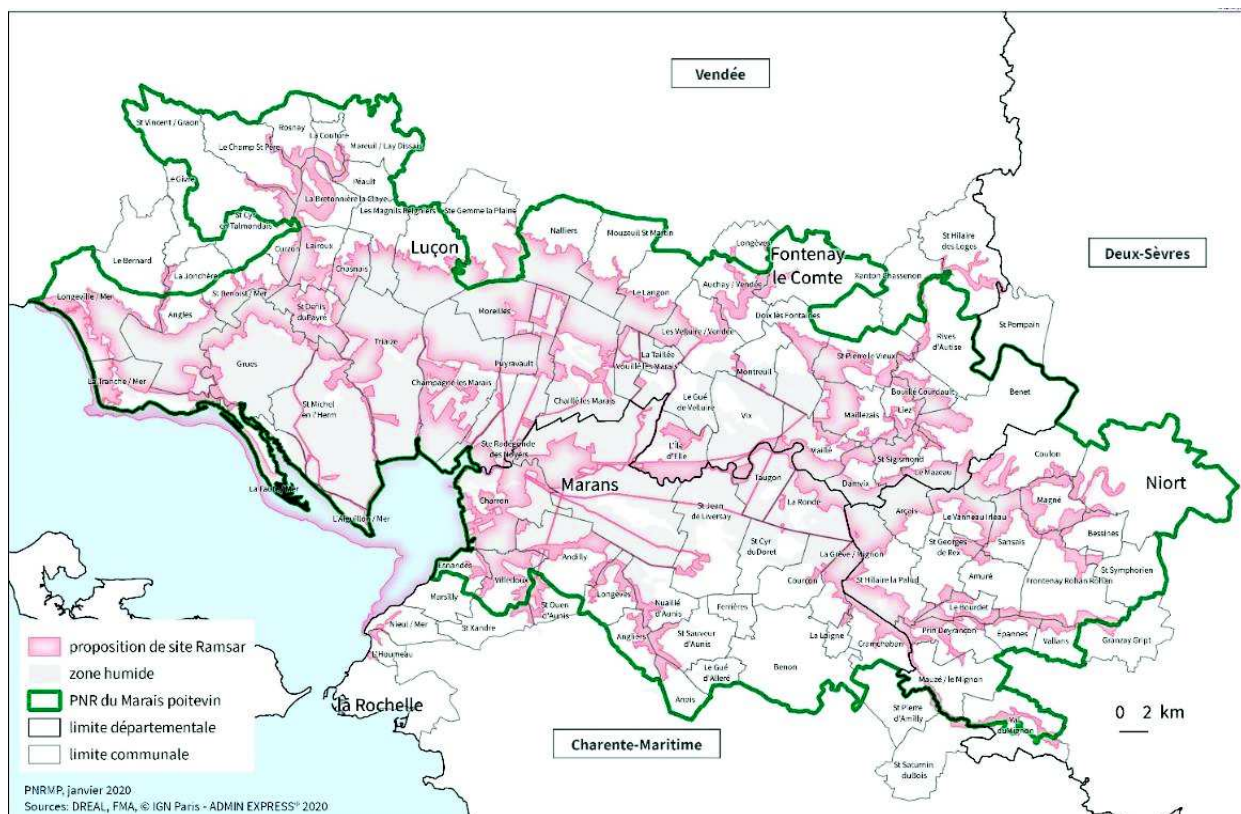 Vendée
St Vincent / Graon
Rosnay
La Couture
Le Champ St Père
Mareuil / Lay Dissais
Péault
Le Givre
La Bretonnière la Claye
Les Magnils Reigniers
Ste Gemme la Plaine
St Cyr
en Talmondais
Luçon
Nalliers
Mouzeuil St Martin
Longèves
Fontenay
le Comte
St Hilaire
des Loges
Deux-Sèvres
Le Bernard
La Jonchère
Curzon
Lairoux
Chasnais
Auchay / Vendée
Xanton Chassenon
Longeville / Mer
Angles
St Benoist / Mer
St Denis
du Payré
Le Langon
Moreilles
Doix lès Fontaines
Les Velluire / Vendée
St Pompain
Rives
d'Autise
Triaize
La Taillée
Vouillé les Marais
Puyravault
Montreuil
St Pierre le Vieux
Grues
La Tranche / Mer
Champagné les Marais
Chaillé les Marais
Bouillé Courdault
Benet
St Michel
en l'Herm
Le Gué
de Velluire
Vix
Maillezais
Liez
Ste Radégonde
des Noyers
L'Île
d'Elle
Maillé
St Sigismond
Le Mazeau
Coulon
La Faute / Mer
Marans
Taugon
Damvix
Niort
Charron
La Ronde
Magné
L'Aiguillon / Mer
St Jean
de Liversay
Arçais
Le Vanneau Irleau
Bessines
St Cyr
du Doret
St Georges
de Rex
Sansais
Andilly
La Grève / Mignon
St Symphorien
Esnandes
Villedoux
Courçon
St Hilaire la Palud
Amuré
Frontenay Rohan Rohan
Marsilly
St Ouen
d'Aunis
Longèves
Nuaillé
d'Aunis
Ferrières
Le Bourdet
Nieul / Mer
St Xandre
Angliers
St Sauveur
d'Aunis
La Laigne
Cramchaban
Prin Deyrançon
Épannes
Vallans
Granzay Gript
L'Houmeau
Le Gué
d'Alleré
Benon
Mauzé / le Mignon
Anais
la Rochelle
St Pierre
d'Amilly
Val
du Mignon
St Saturnin
du Bois
Charente-Maritime
0 2 km
proposition de site Ramsar
zone humide
PNR du Marais poitevin
limite départementale
limite communale
PNRMP, janvier 2020
Sources: DREAL, FMA, © IGN Paris - ADMIN EXPRESS® 2020